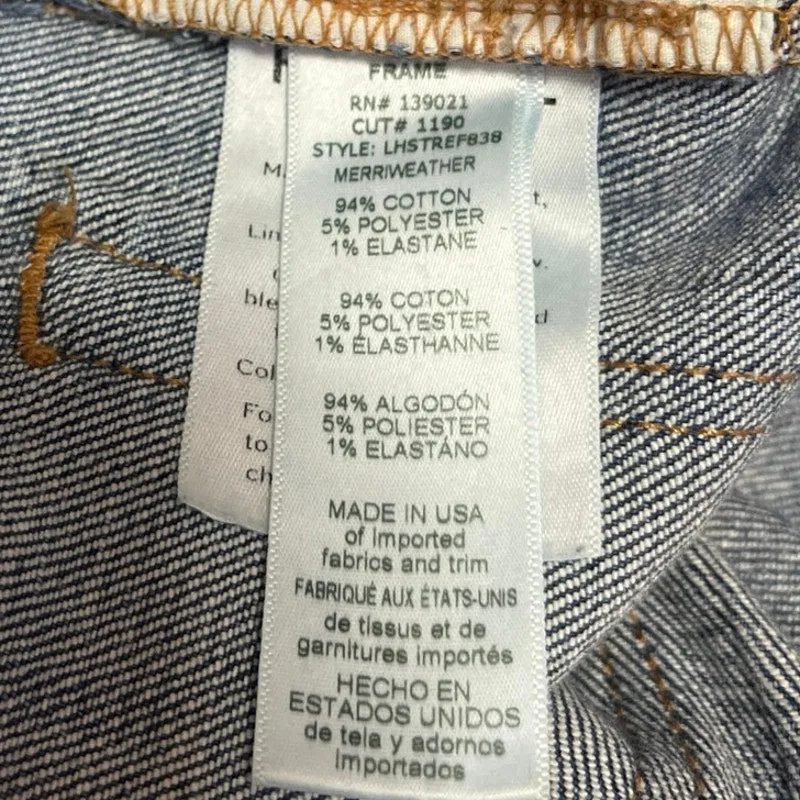 FRAME
RN# 139021
CUT# 1190
STYLE: LHSTREF838
MERRIWEATHER
94% COTTON
5% POLYESTER
1% ELASTANE
94% COTON
5% POLYESTER
1% ÉLASTHANNE
94% ALGODÓN
5% POLIESTER
1% ELASTÁNO
MADE IN USA
of Imported
fabrics and trim
FABRIQUÉ AUX ÉTATS-UNIS
de tissus et de
garnitures importés
HECHO EN
ESTADOS UNIDOS
de tela y adornos
Importados